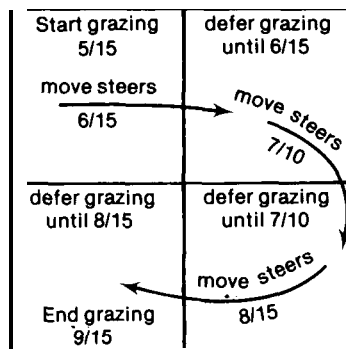 Start grazing
5/15
move steers
6/15
defer grazing
until 6/15
move steers
7/10
defer grazing
until 7/10
move steers
8/15
defer grazing
until 8/15
End grazing
9/15